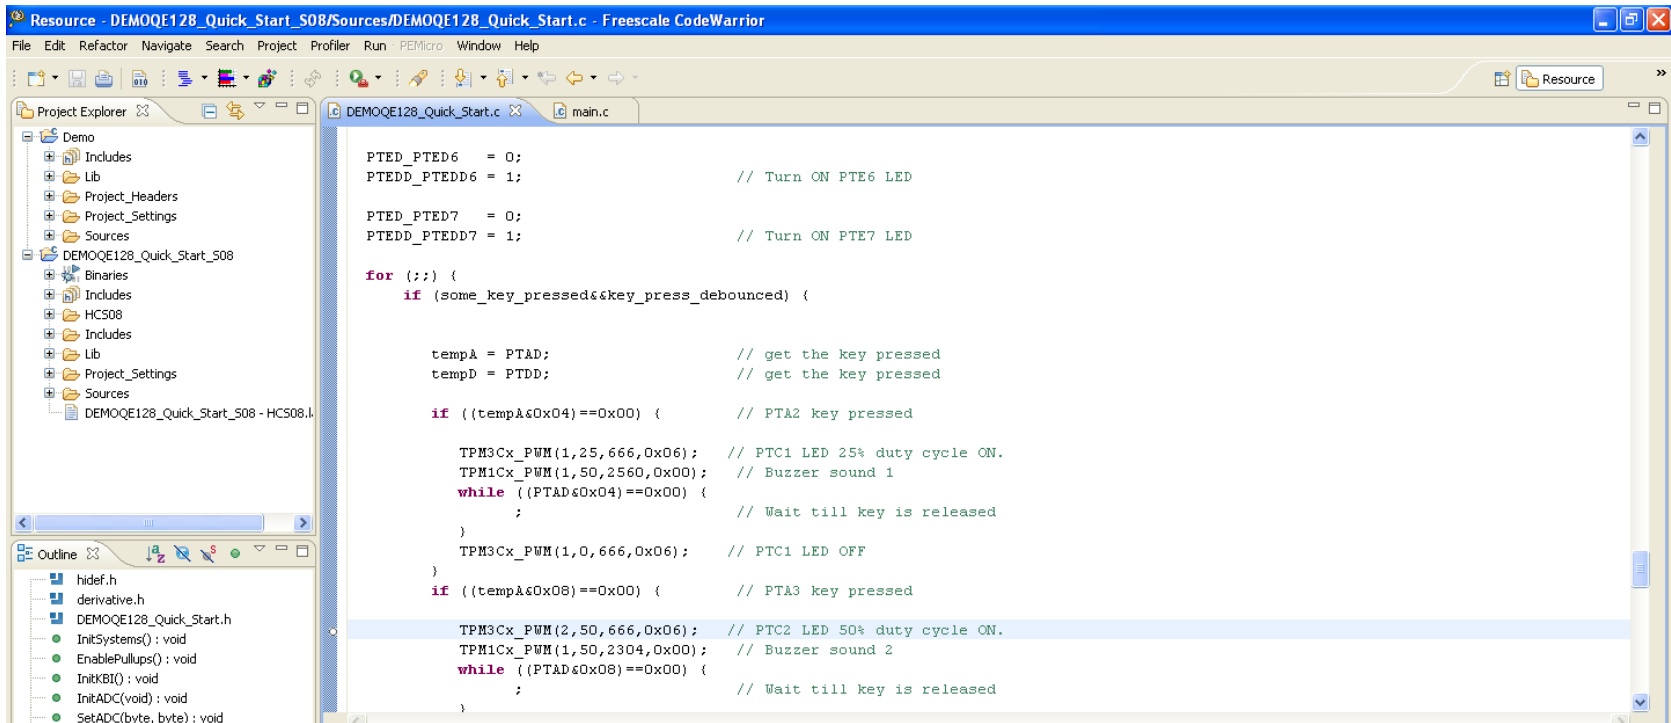 Resource - DEMOQE128_Quick_Start_S08/Sources/DEMOQE128_Quick_Start.c - Freescale CodeWarrior
File Edit Refactor Navigate Search Project Profiler Run PEMicro Window Help
010
Resource
»
Project Explorer
DEMOQE128_Quick_Start.c
main.c
Demo
Includes
Lib
Project_Headers
Project_Settings
Sources
DEMOQE128_Quick_Start_S08
Binaries
Includes
HCS08
Includes
Lib
Project_Settings
Sources
DEMOQE128_Quick_Start_S08 - HCS08.l
Outline
hidef.h
derivative.h
DEMOQE128_Quick_Start.h
InitSystems() : void
EnablePullups() : void
InitKBI() : void
InitADC(void) : void
SetADC(byte, byte) : void
PTED_PTED6   = 0;
PTEDD_PTEDD6 = 1;                       // Turn ON PTE6 LED
PTED_PTED7   = 0;
PTEDD_PTEDD7 = 1;                       // Turn ON PTE7 LED
for (;;) {
if (some_key_pressed&&key_press_debounced) {
tempA = PTAD;                    // get the key pressed
tempD = PTDD;                    // get the key pressed
if ((tempA&0x04)==0x00) {        // PTA2 key pressed
TPM3Cx_PWM(1,25,666,0x06);   // PTC1 LED 25% duty cycle ON.
TPM1Cx_PWM(1,50,2560,0x00);   // Buzzer sound 1
while ((PTAD&0x04)==0x00) {
;                       // Wait till key is released
}
TPM3Cx_PWM(1,0,666,0x06);    // PTC1 LED OFF
}
if ((tempA&0x08)==0x00) {        // PTA3 key pressed
TPM3Cx_PWM(2,50,666,0x06);   // PTC2 LED 50% duty cycle ON.
TPM1Cx_PWM(1,50,2304,0x00);   // Buzzer sound 2
while ((PTAD&0x08)==0x00) {
;                       // Wait till key is released
}